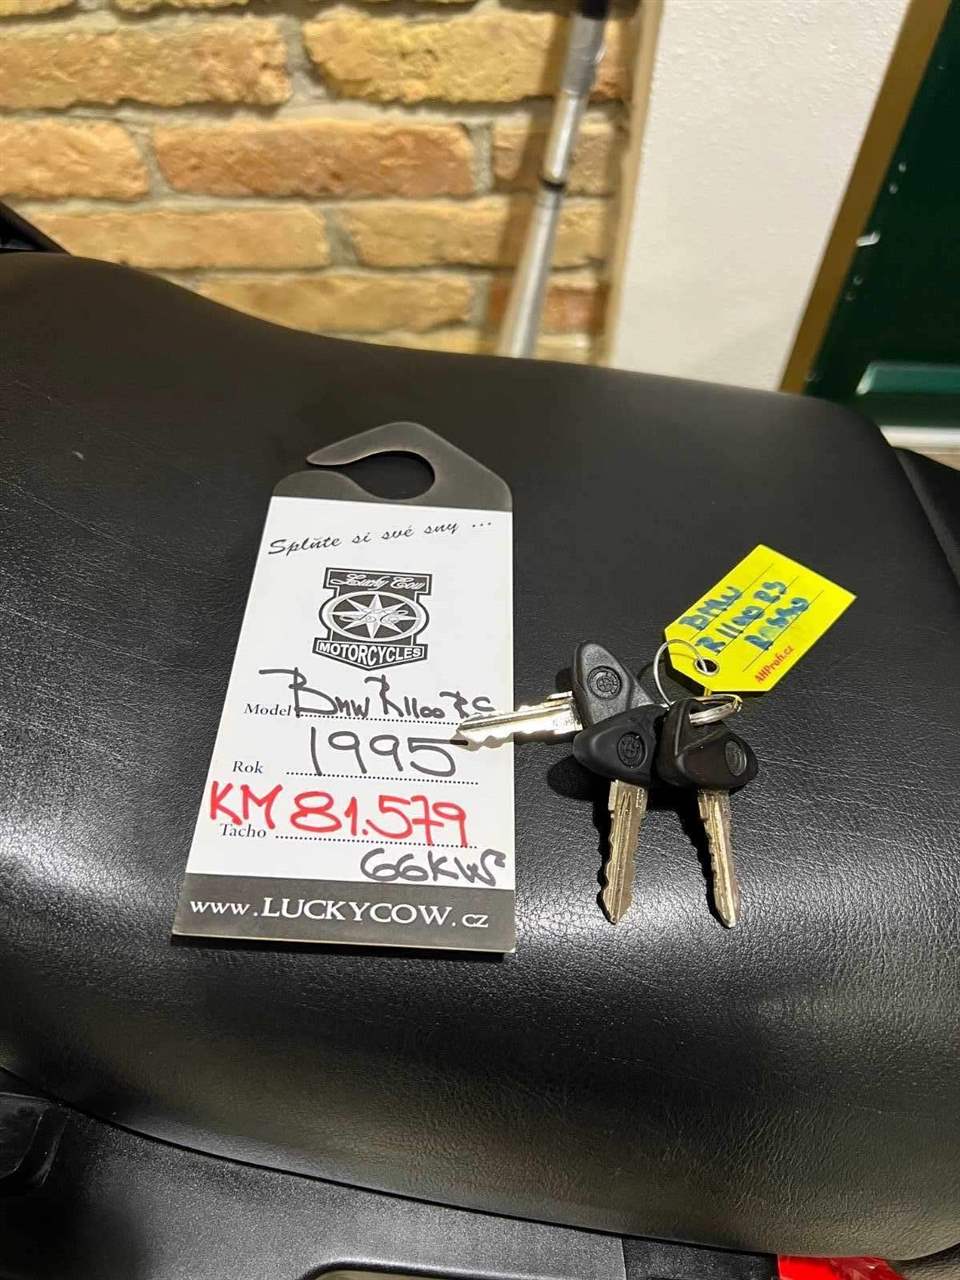 Splňte si své sny ...
Lucky Cow
MOTORCYCLES
Model BMW R1100 RS
Rok 1995
KM 81.579
Tacho
66KW
www.LUCKYCOW.cz
BMW
R 1100 RS
AHProfi.cz